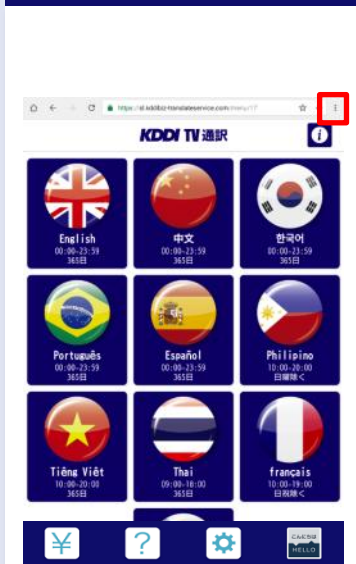 https://sl.kddibiz-translateservice.com/menu/17
KDDI TV 通訳
i
English
00:00-23:59
365日
中文
00:00-23:59
365日
한국어
00:00-23:59
365日
Português
00:00-23:59
365日
Español
00:00-23:59
365日
Philipino
10:00-20:00
日曜除く
Tiếng Việt
10:00-20:00
365日
Thai
09:00-18:00
365日
français
10:00-19:00
日祝除く
¥
?
こんにちは
HELLO